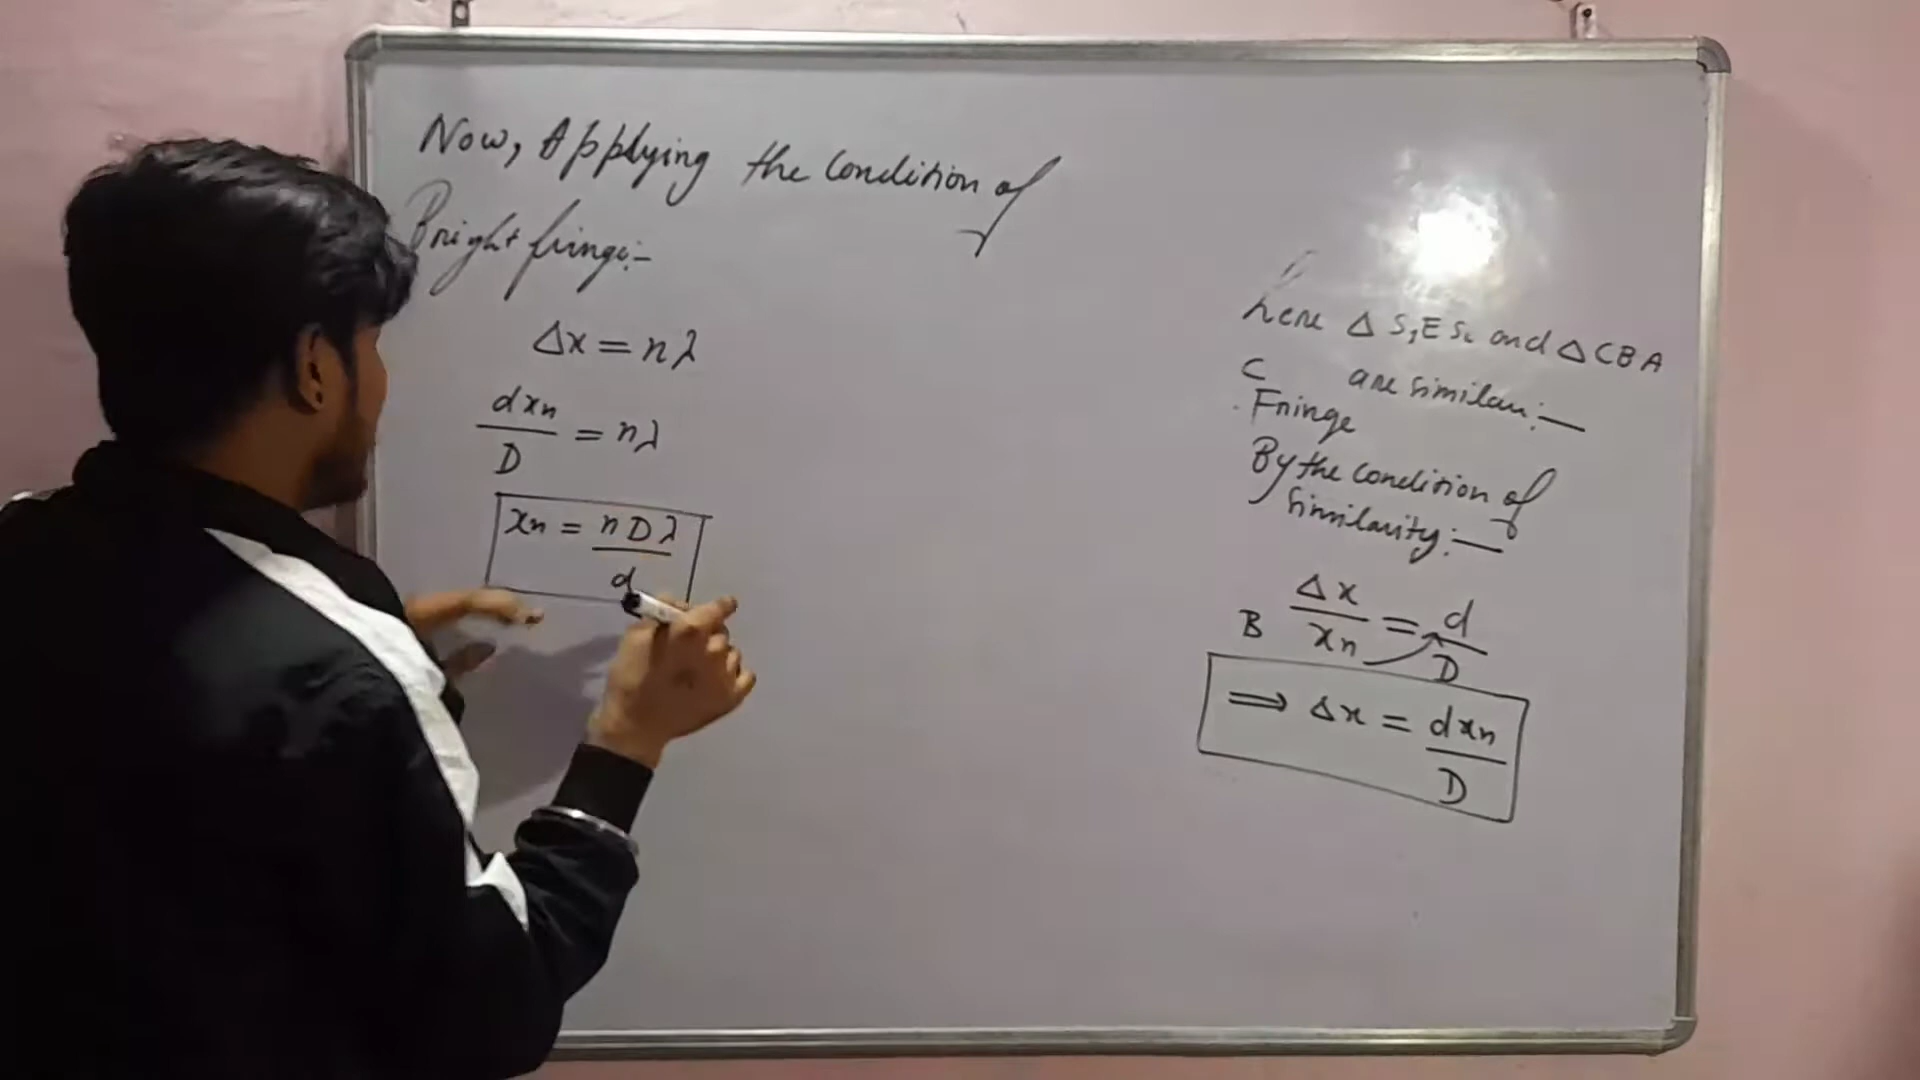 Now, Applying the condition of
Bright fringe:-
Δx = nλ
dxn/D = nλ
xn = nDλ/d
here Δ S₁ES₂ and Δ CBA
C are similar:—
Fringe
By the condition of
similarity:—
B Δx/xn = d/D
⟹ Δx = dxn/D